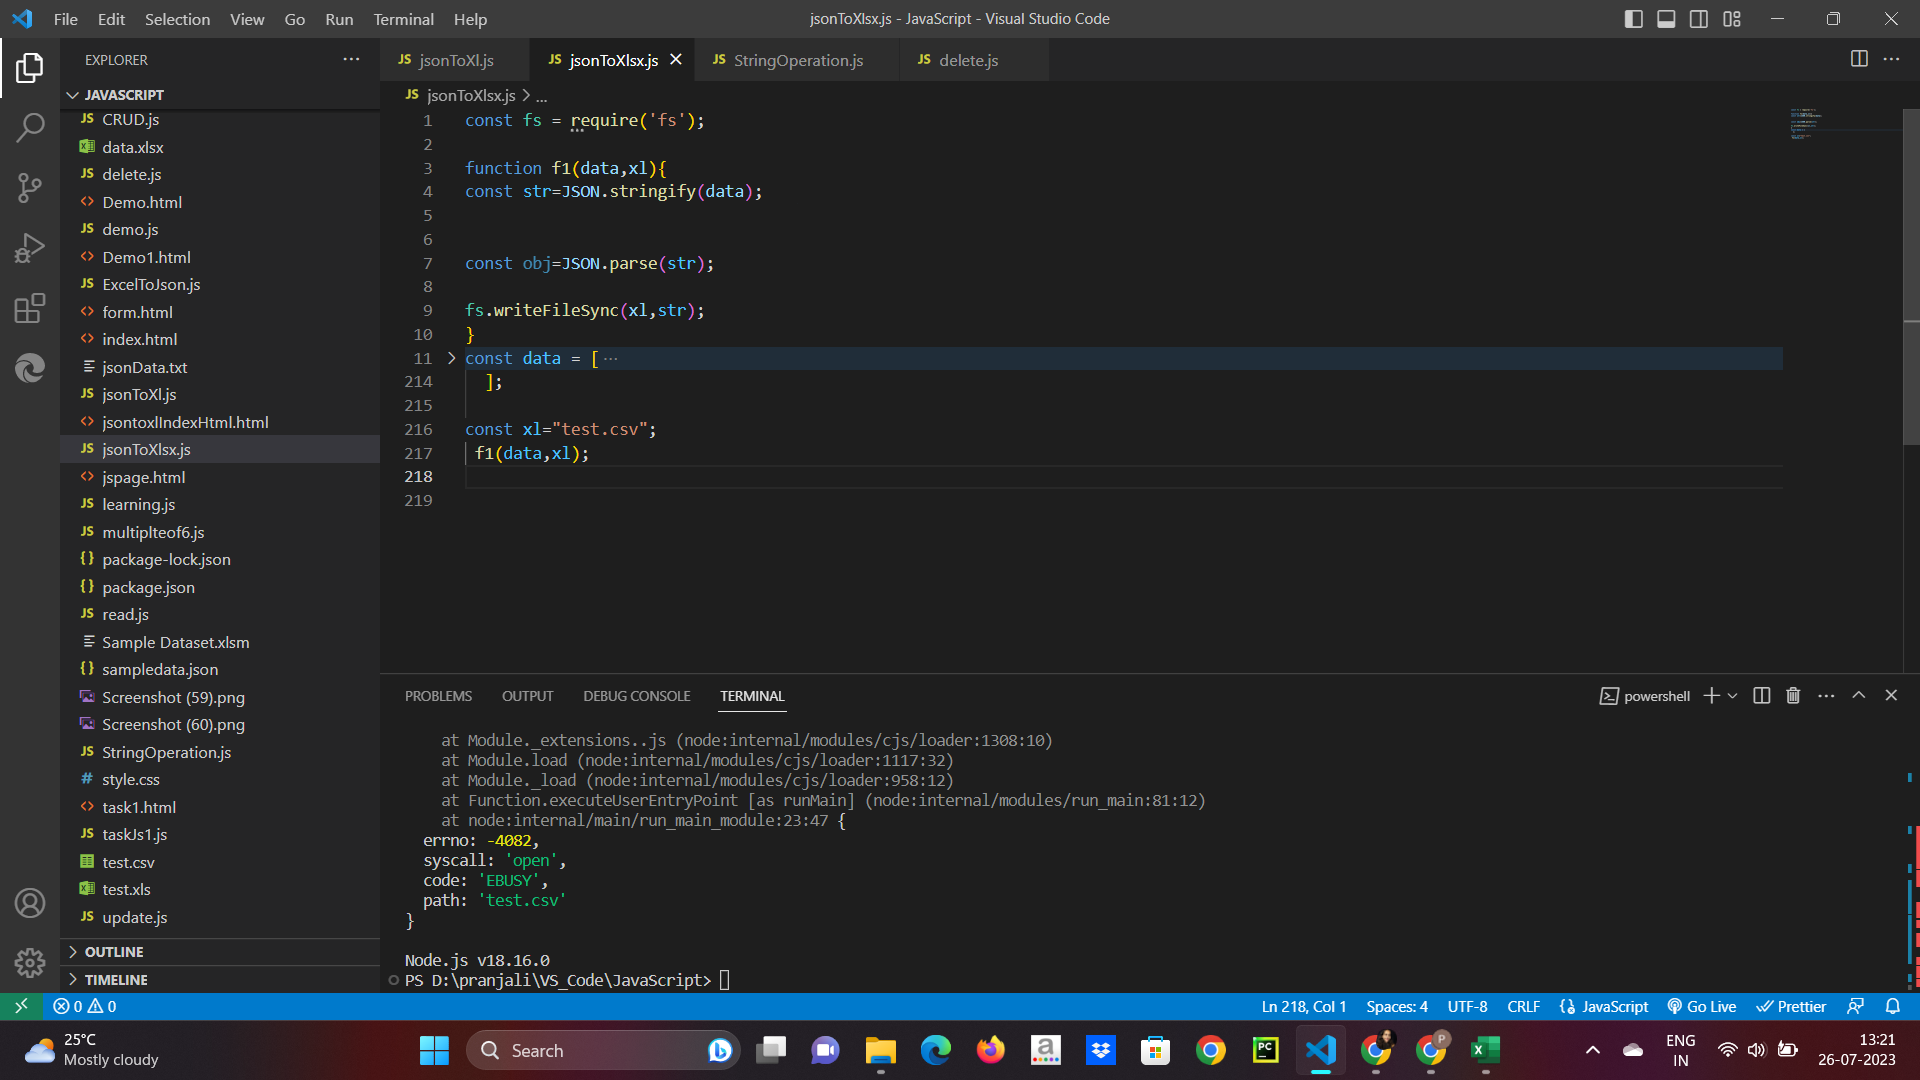 File Edit Selection View Go Run Terminal Help
jsonToXlsx.js - JavaScript - Visual Studio Code
EXPLORER
JAVASCRIPT
CRUD.js
data.xlsx
delete.js
Demo.html
demo.js
Demo1.html
ExcelToJson.js
form.html
index.html
jsonData.txt
jsonToXl.js
jsontoxlIndexHtml.html
jsonToXlsx.js
jspage.html
learning.js
multiplteof6.js
package-lock.json
package.json
read.js
Sample Dataset.xlsm
sampledata.json
Screenshot (59).png
Screenshot (60).png
StringOperation.js
style.css
task1.html
taskJs1.js
test.csv
test.xls
update.js
OUTLINE
TIMELINE
JS jsonToXl.js JS jsonToXlsx.js JS StringOperation.js JS delete.js
JS jsonToXlsx.js > ...
1 const fs = require('fs');
2
3 function f1(data,xl){
4 const str=JSON.stringify(data);
5
6
7 const obj=JSON.parse(str);
8
9 fs.writeFileSync(xl,str);
10 }
11 const data = [ ...
214 ];
215
216 const xl="test.csv";
217 f1(data,xl);
218
219
PROBLEMS OUTPUT DEBUG CONSOLE TERMINAL powershell
at Module._extensions..js (node:internal/modules/cjs/loader:1308:10)
at Module.load (node:internal/modules/cjs/loader:1117:32)
at Module._load (node:internal/modules/cjs/loader:958:12)
at Function.executeUserEntryPoint [as runMain] (node:internal/modules/run_main:81:12)
at node:internal/main/run_main_module:23:47 {
errno: -4082,
syscall: 'open',
code: 'EBUSY',
path: 'test.csv'
}
Node.js v18.16.0
PS D:\pranjali\VS_Code\JavaScript>
0 0 Ln 218, Col 1 Spaces: 4 UTF-8 CRLF JavaScript Go Live Prettier
25°C
Mostly cloudy
Search
ENG
IN
13:21
26-07-2023